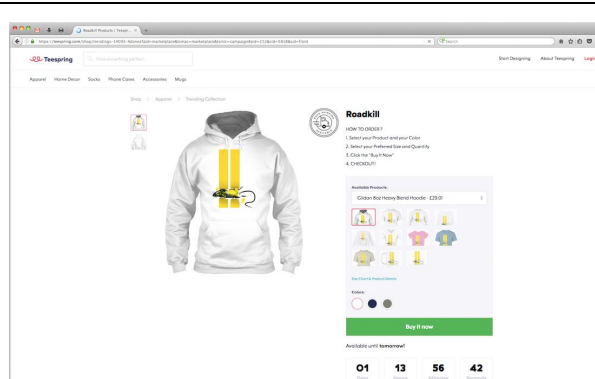 Roadkill Products | Teespr...
Search
Teespring
Start Designing
About Teespring
Login
Apparel
Home Decor
Socks
Phone Cases
Accessories
Mugs
Shop
Apparel
Trending Collection
Roadkill
HOW TO ORDER ?
1. Select your Product and your Color
2. Select your Preferred Size and Quantity
3. Click the "Buy It Now"
4. CHECKOUT!
Available Products:
Gildan 8oz Heavy Blend Hoodie - £29.01
Colors:
Buy it now
Available until tomorrow!
01
13
56
42